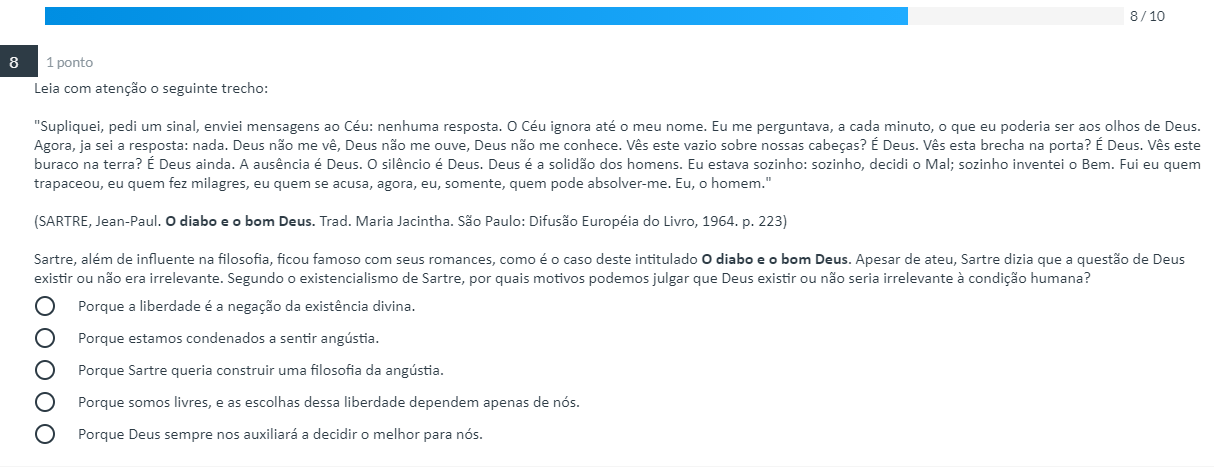 8 / 10
8
1 ponto
Leia com atenção o seguinte trecho:
"Supliquei, pedi um sinal, enviei mensagens ao Céu: nenhuma resposta. O Céu ignora até o meu nome. Eu me perguntava, a cada minuto, o que eu poderia ser aos olhos de Deus.
Agora, ja sei a resposta: nada. Deus não me vê, Deus não me ouve, Deus não me conhece. Vês este vazio sobre nossas cabeças? É Deus. Vês esta brecha na porta? É Deus. Vês este
buraco na terra? É Deus ainda. A ausência é Deus. O silêncio é Deus. Deus é a solidão dos homens. Eu estava sozinho: sozinho, decidi o Mal; sozinho inventei o Bem. Fui eu quem
trapaceou, eu quem fez milagres, eu quem se acusa, agora, eu, somente, quem pode absolver-me. Eu, o homem."
(SARTRE, Jean-Paul. O diabo e o bom Deus. Trad. Maria Jacintha. São Paulo: Difusão Européia do Livro, 1964. p. 223)
Sartre, além de influente na filosofia, ficou famoso com seus romances, como é o caso deste intitulado O diabo e o bom Deus. Apesar de ateu, Sartre dizia que a questão de Deus
existir ou não era irrelevante. Segundo o existencialismo de Sartre, por quais motivos podemos julgar que Deus existir ou não seria irrelevante à condição humana?
Porque a liberdade é a negação da existência divina.
Porque estamos condenados a sentir angústia.
Porque Sartre queria construir uma filosofia da angústia.
Porque somos livres, e as escolhas dessa liberdade dependem apenas de nós.
Porque Deus sempre nos auxiliará a decidir o melhor para nós.